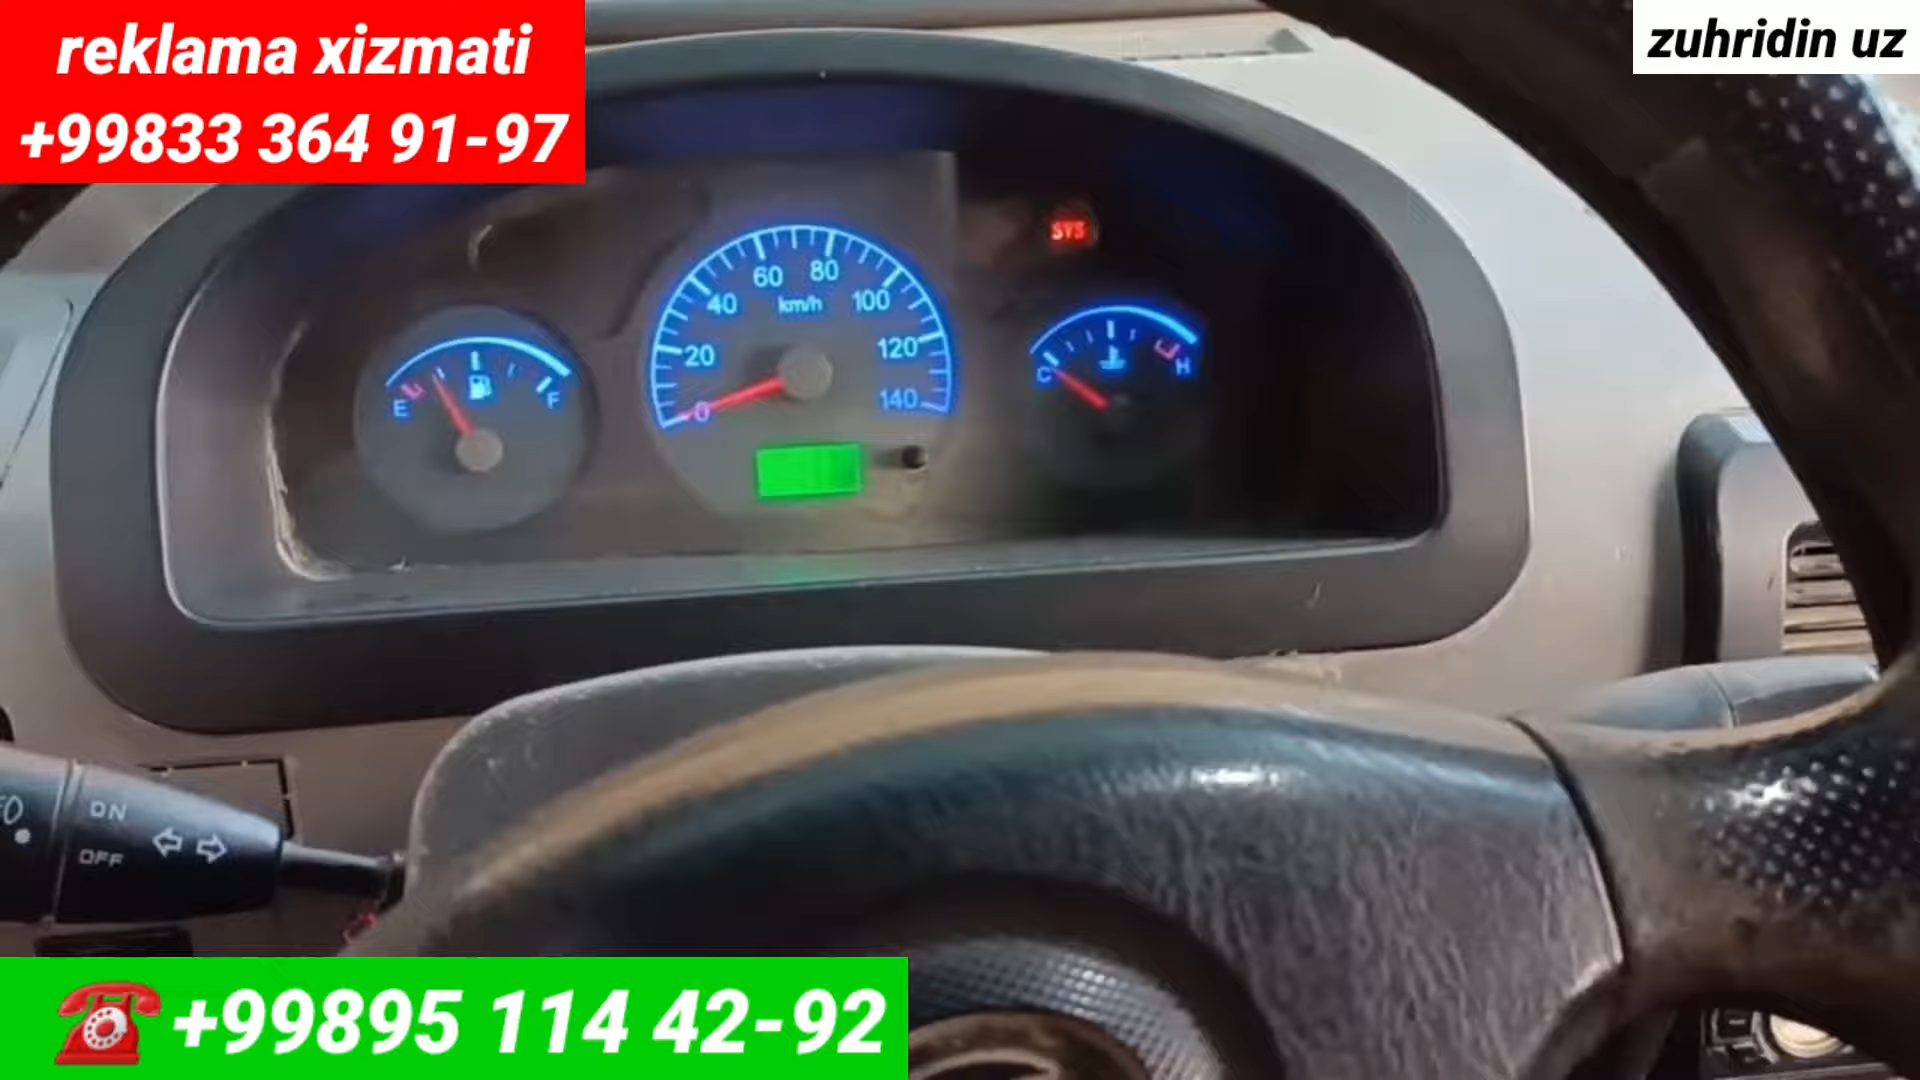 reklama xizmati
+99833 364 91-97
zuhridin uz
SVS
60 80
40 km/h 100
20 120
0 140
E F
C H
ON
OFF
☎️ +99895 114 42-92